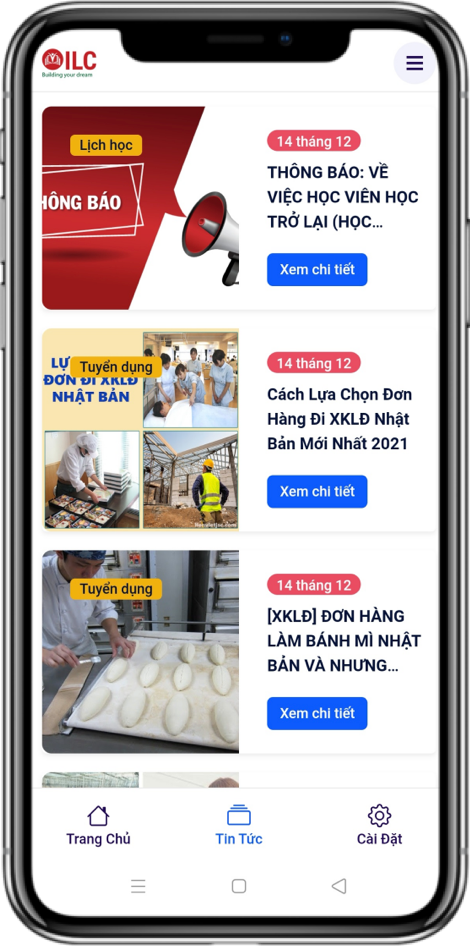 ILC
Building your dream
Lịch học
THÔNG BÁO
14 tháng 12
THÔNG BÁO: VỀ
VIỆC HỌC VIÊN HỌC
TRỞ LẠI (HỌC...
Xem chi tiết
Tuyển dụng
ĐƠN ĐI XKLĐ
NHẬT BẢN
14 tháng 12
Cách Lựa Chọn Đơn
Hàng Đi XKLĐ Nhật
Bản Mới Nhất 2021
Xem chi tiết
Tuyển dụng
14 tháng 12
[XKLĐ] ĐƠN HÀNG
LÀM BÁNH MÌ NHẬT
BẢN VÀ NHƯNG...
Xem chi tiết
Trang Chủ
Tin Tức
Cài Đặt